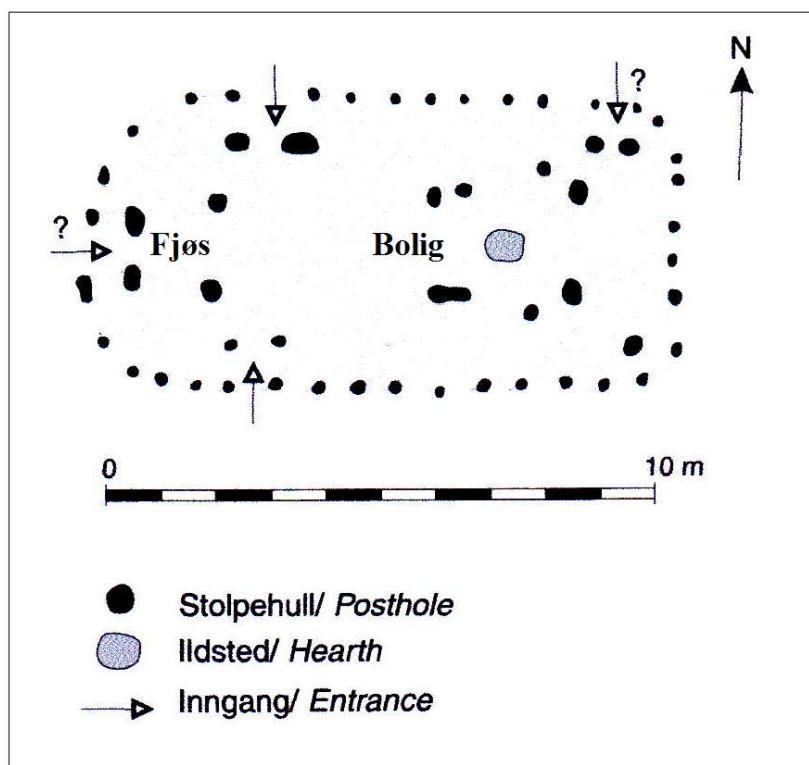 N
?
?
Fjøs
Bolig
0
10 m
Stolpehull/ Posthole
Ildsted/ Hearth
Inngang/ Entrance